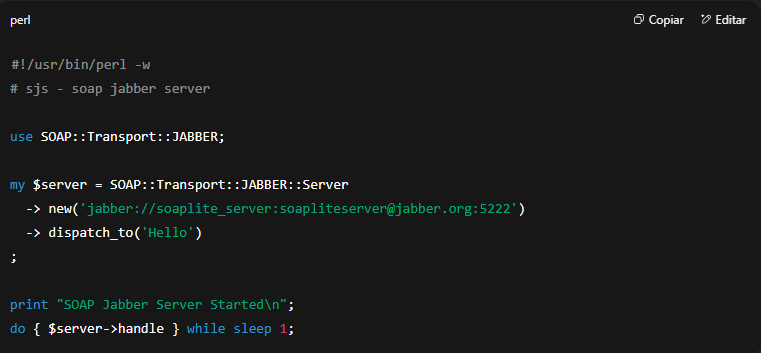 perl
Copiar
Editar
#!/usr/bin/perl -w
# sjs - soap jabber server
use SOAP::Transport::JABBER;
my $server = SOAP::Transport::JABBER::Server
-> new('jabber://soaplite_server:soapliteserver@jabber.org:5222')
-> dispatch_to('Hello')
;
print "SOAP Jabber Server Started\n";
do { $server->handle } while sleep 1;